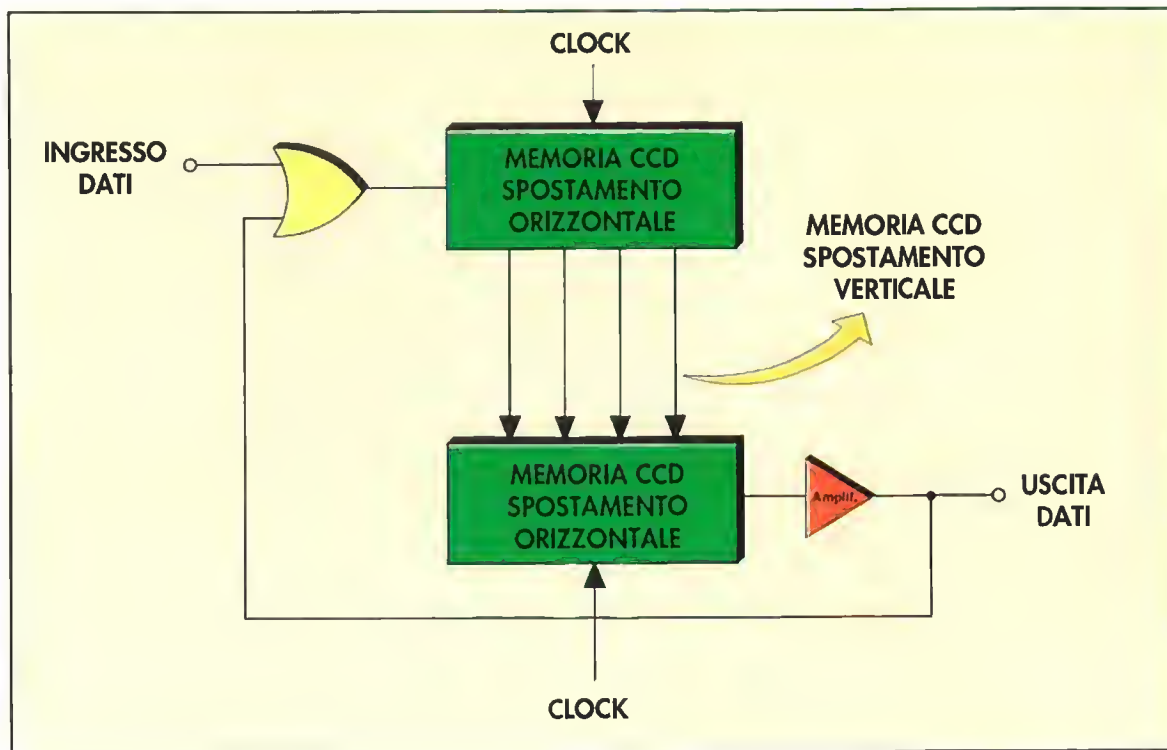 CLOCK
INGRESSO
DATI
MEMORIA CCD
SPOSTAMENTO
ORIZZONTALE
MEMORIA CCD
SPOSTAMENTO
VERTICALE
MEMORIA CCD
SPOSTAMENTO
ORIZZONTALE
Amplif.
USCITA
DATI
CLOCK